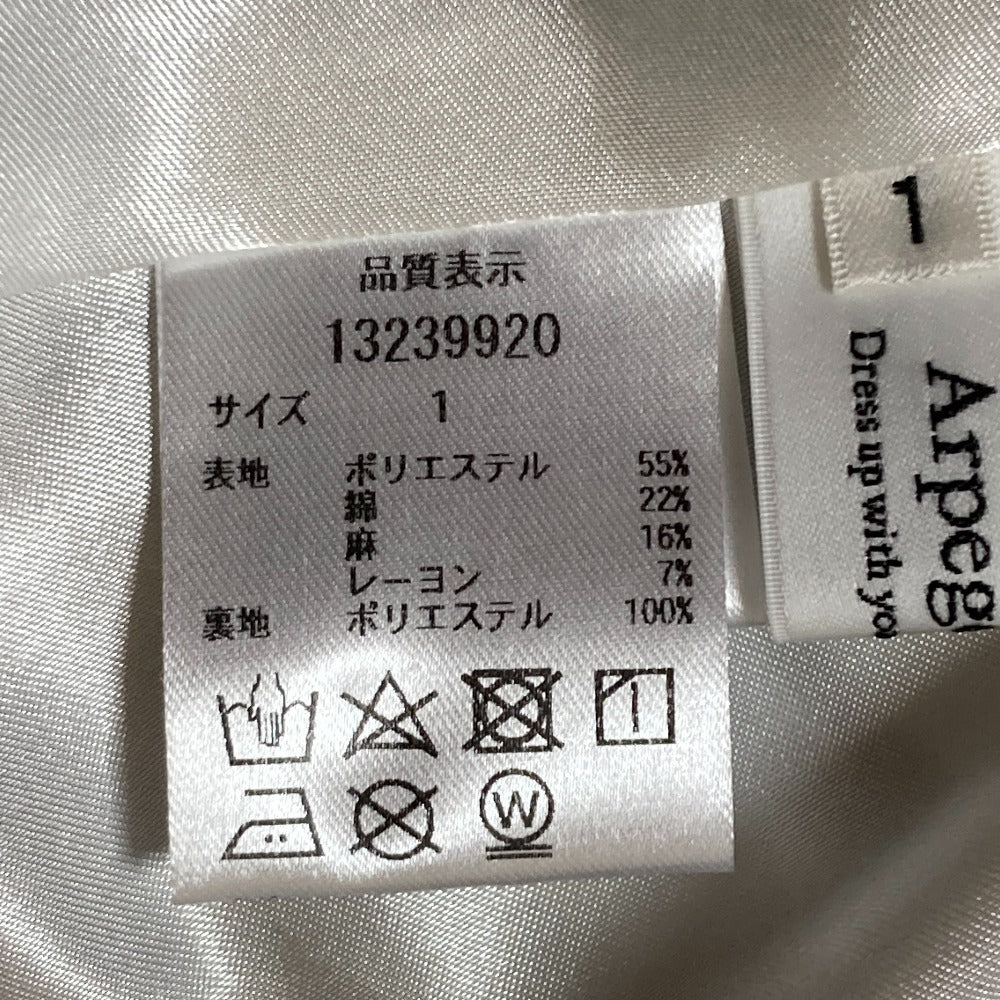 品質表示
13239920
サイズ 1
表地 ポリエステル 55%
綿 22%
麻 16%
レーヨン 7%
裏地 ポリエステル 100%
W
1
Arpeg
Dress up with you